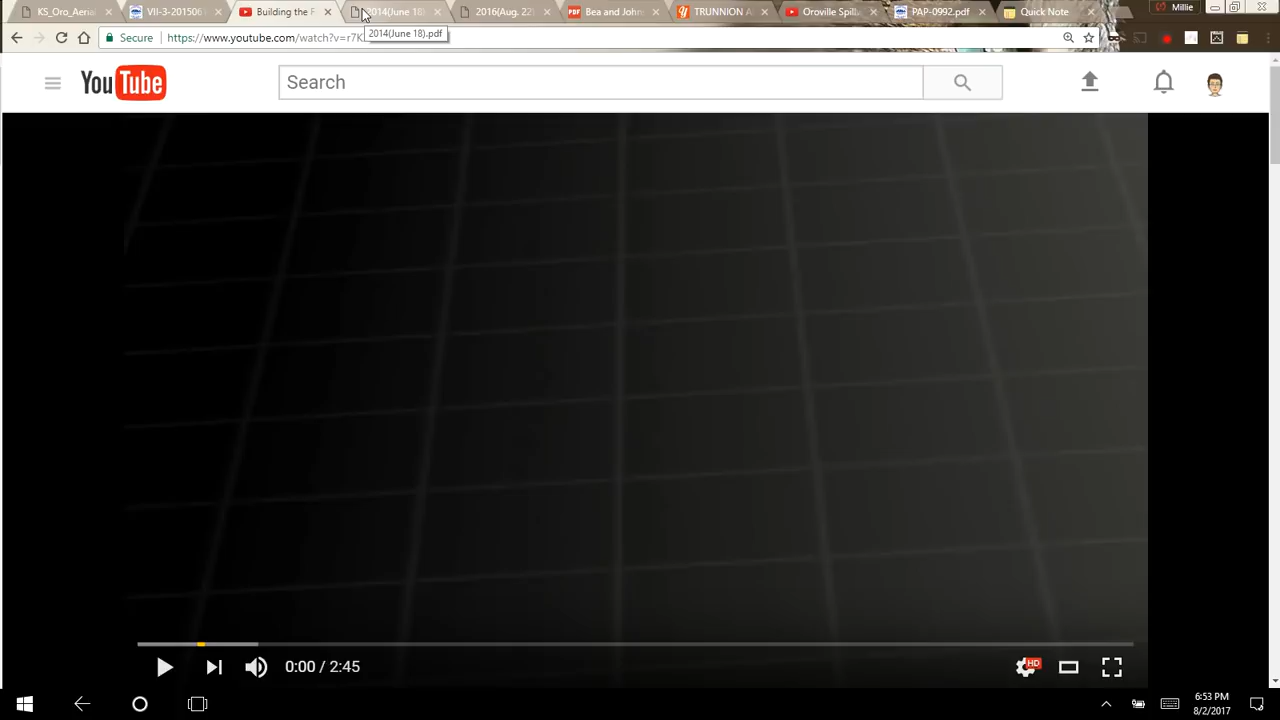 KS_Oro_Aeria
VII-3-201506
Building the F
2014(June 18)
2016(Aug. 22
Bea and John
TRUNNION A
Oroville Spill
PAP-0992.pdf
Quick Note
Millie
Secure https://www.youtube.com/watch?v=r7K
2014(June 18).pdf
YouTube
Search
0:00 / 2:45
HD
6:53 PM
8/2/2017